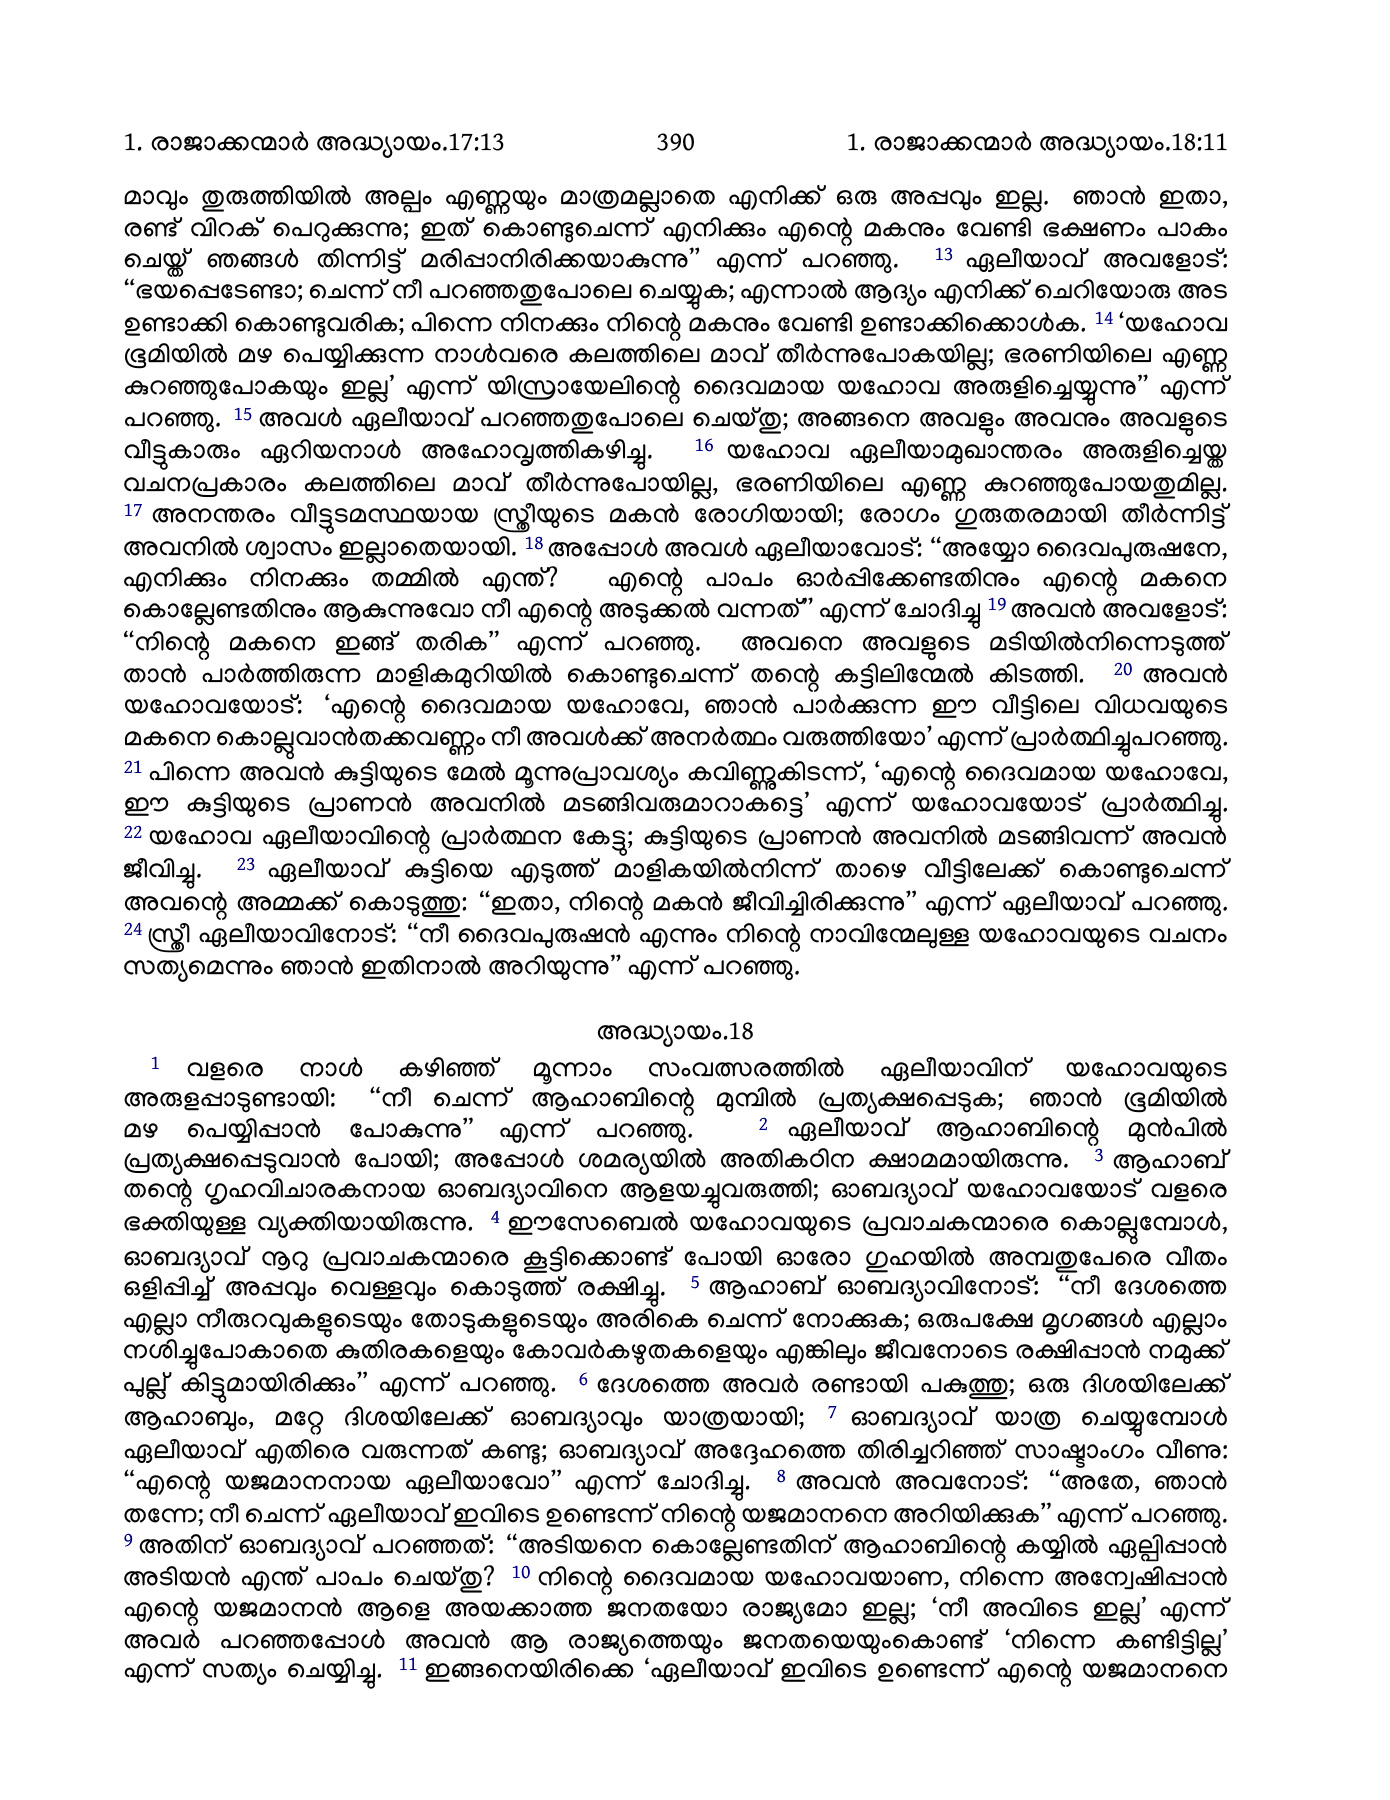 1. രാജാക്കന്മാർ അദ്ധ്യായം.17:13 390 1. രാജാക്കന്മാർ അദ്ധ്യായം.18:11
മാവും തുരുത്തിയിൽ അല്പം എണ്ണയും മാത്രമല്ലാതെ എനിക്ക് ഒരു അപ്പവും ഇല്ല. ഞാൻ ഇതാ,
രണ്ട് വിറക് പെറുക്കുന്നു; ഇത് കൊണ്ടുചെന്ന് എനിക്കും എന്റെ മകനും വേണ്ടി ഭക്ഷണം പാകം
ചെയ്ത് ഞങ്ങൾ തിന്നിട്ട് മരിപ്പാനിരിക്കയാകുന്നു” എന്ന് പറഞ്ഞു. 13 ഏലീയാവ് അവളോട്:
“ഭയപ്പെടേണ്ടാ; ചെന്ന് നീ പറഞ്ഞതുപോലെ ചെയ്യുക; എന്നാൽ ആദ്യം എനിക്ക് ചെറിയോരു അട
ഉണ്ടാക്കി കൊണ്ടുവരിക; പിന്നെ നിനക്കും നിന്റെ മകനും വേണ്ടി ഉണ്ടാക്കിക്കൊൾക. 14 ‘യഹോവ
ഭൂമിയിൽ മഴ പെയ്യിക്കുന്ന നാൾവരെ കലത്തിലെ മാവ് തീർന്നുപോകയില്ല; ഭരണിയിലെ എണ്ണ
കുറഞ്ഞുപോകയും ഇല്ല’ എന്ന് യിസ്രായേലിന്റെ ദൈവമായ യഹോവ അരുളിച്ചെയ്യുന്നു” എന്ന്
പറഞ്ഞു. 15 അവൾ ഏലീയാവ് പറഞ്ഞതുപോലെ ചെയ്തു; അങ്ങനെ അവളും അവനും അവളുടെ
വീട്ടുകാരും ഏറിയനാൾ അഹോവൃത്തികഴിച്ചു. 16 യഹോവ ഏലീയാമുഖാന്തരം അരുളിച്ചെയ്ത
വചനപ്രകാരം കലത്തിലെ മാവ് തീർന്നുപോയില്ല, ഭരണിയിലെ എണ്ണ കുറഞ്ഞുപോയതുമില്ല.
17 അനന്തരം വീട്ടുടമസ്ഥയായ സ്ത്രീയുടെ മകൻ രോഗിയായി; രോഗം ഗുരുതരമായി തീർന്നിട്ട്
അവനിൽ ശ്വാസം ഇല്ലാതെയായി. 18 അപ്പോൾ അവൾ ഏലീയാവോട്: “അയ്യോ ദൈവപുരുഷനേ,
എനിക്കും നിനക്കും തമ്മിൽ എന്ത്? എന്റെ പാപം ഓർപ്പിക്കേണ്ടതിനും എന്റെ മകനെ
കൊല്ലേണ്ടതിനും ആകുന്നുവോ നീ എന്റെ അടുക്കൽ വന്നത്” എന്ന് ചോദിച്ചു 19 അവൻ അവളോട്:
“നിന്റെ മകനെ ഇങ്ങ് തരിക” എന്ന് പറഞ്ഞു. അവനെ അവളുടെ മടിയിൽനിന്നെടുത്ത്
താൻ പാർത്തിരുന്ന മാളികമുറിയിൽ കൊണ്ടുചെന്ന് തന്റെ കട്ടിലിന്മേൽ കിടത്തി. 20 അവൻ
യഹോവയോട്: ‘എന്റെ ദൈവമായ യഹോവേ, ഞാൻ പാർക്കുന്ന ഈ വീട്ടിലെ വിധവയുടെ
മകനെ കൊല്ലുവാൻതക്കവണ്ണം നീ അവൾക്ക് അനർത്ഥം വരുത്തിയോ’ എന്ന് പ്രാർത്ഥിച്ചുപറഞ്ഞു.
21 പിന്നെ അവൻ കുട്ടിയുടെ മേൽ മൂന്നുപ്രാവശ്യം കവിണ്ണുകിടന്ന്, ‘എന്റെ ദൈവമായ യഹോവേ,
ഈ കുട്ടിയുടെ പ്രാണൻ അവനിൽ മടങ്ങിവരുമാറാകട്ടെ’ എന്ന് യഹോവയോട് പ്രാർത്ഥിച്ചു.
22 യഹോവ ഏലീയാവിന്റെ പ്രാർത്ഥന കേട്ടു; കുട്ടിയുടെ പ്രാണൻ അവനിൽ മടങ്ങിവന്ന് അവൻ
ജീവിച്ചു. 23 ഏലീയാവ് കുട്ടിയെ എടുത്ത് മാളികയിൽനിന്ന് താഴെ വീട്ടിലേക്ക് കൊണ്ടുചെന്ന്
അവന്റെ അമ്മക്ക് കൊടുത്തു: “ഇതാ, നിന്റെ മകൻ ജീവിച്ചിരിക്കുന്നു” എന്ന് ഏലീയാവ് പറഞ്ഞു.
24 സ്ത്രീ ഏലീയാവിനോട്: “നീ ദൈവപുരുഷൻ എന്നും നിന്റെ നാവിന്മേലുള്ള യഹോവയുടെ വചനം
സത്യമെന്നും ഞാൻ ഇതിനാൽ അറിയുന്നു” എന്ന് പറഞ്ഞു.
അദ്ധ്യായം.18
1 വളരെ നാൾ കഴിഞ്ഞ് മൂന്നാം സംവത്സരത്തിൽ ഏലീയാവിന് യഹോവയുടെ
അരുളപ്പാടുണ്ടായി: “നീ ചെന്ന് ആഹാബിന്റെ മുമ്പിൽ പ്രത്യക്ഷപ്പെടുക; ഞാൻ ഭൂമിയിൽ
മഴ പെയ്യിപ്പാൻ പോകുന്നു” എന്ന് പറഞ്ഞു. 2 ഏലീയാവ് ആഹാബിന്റെ മുൻപിൽ
പ്രത്യക്ഷപ്പെടുവാൻ പോയി; അപ്പോൾ ശമര്യയിൽ അതികഠിന ക്ഷാമമായിരുന്നു. 3 ആഹാബ്
തന്റെ ഗൃഹവിചാരകനായ ഓബദ്യാവിനെ ആളയച്ചുവരുത്തി; ഓബദ്യാവ് യഹോവയോട് വളരെ
ഭക്തിയുള്ള വ്യക്തിയായിരുന്നു. 4 ഈസേബെൽ യഹോവയുടെ പ്രവാചകന്മാരെ കൊല്ലുമ്പോൾ,
ഓബദ്യാവ് നൂറു പ്രവാചകന്മാരെ കൂട്ടിക്കൊണ്ട് പോയി ഓരോ ഗുഹയിൽ അമ്പതുപേരെ വീതം
ഒളിപ്പിച്ച് അപ്പവും വെള്ളവും കൊടുത്ത് രക്ഷിച്ചു. 5 ആഹാബ് ഓബദ്യാവിനോട്: “നീ ദേശത്തെ
എല്ലാ നീരുറവുകളുടെയും തോടുകളുടെയും അരികെ ചെന്ന് നോക്കുക; ഒരുപക്ഷേ മൃഗങ്ങൾ എല്ലാം
നശിച്ചുപോകാതെ കുതിരകളെയും കോവർകഴുതകളെയും എങ്കിലും ജീവനോടെ രക്ഷിപ്പാൻ നമുക്ക്
പുല്ല് കിട്ടുമായിരിക്കും” എന്ന് പറഞ്ഞു. 6 ദേശത്തെ അവർ രണ്ടായി പകുത്തു; ഒരു ദിശയിലേക്ക്
ആഹാബും, മറ്റേ ദിശയിലേക്ക് ഓബദ്യാവും യാത്രയായി; 7 ഓബദ്യാവ് യാത്ര ചെയ്യുമ്പോൾ
ഏലീയാവ് എതിരെ വരുന്നത് കണ്ടു; ഓബദ്യാവ് അദ്ദേഹത്തെ തിരിച്ചറിഞ്ഞ് സാഷ്ടാംഗം വീണു:
“എന്റെ യജമാനനായ ഏലീയാവോ” എന്ന് ചോദിച്ചു. 8 അവൻ അവനോട്: “അതേ, ഞാൻ
തന്നേ; നീ ചെന്ന് ഏലീയാവ് ഇവിടെ ഉണ്ടെന്ന് നിന്റെ യജമാനനെ അറിയിക്കുക” എന്ന് പറഞ്ഞു.
9 അതിന് ഓബദ്യാവ് പറഞ്ഞത്: “അടിയനെ കൊല്ലേണ്ടതിന് ആഹാബിന്റെ കയ്യിൽ ഏല്പിപ്പാൻ
അടിയൻ എന്ത് പാപം ചെയ്തു? 10 നിന്റെ ദൈവമായ യഹോവയാണ, നിന്നെ അന്വേഷിപ്പാൻ
എന്റെ യജമാനൻ ആളെ അയക്കാത്ത ജനതയോ രാജ്യമോ ഇല്ല; ‘നീ അവിടെ ഇല്ല’ എന്ന്
അവർ പറഞ്ഞപ്പോൾ അവൻ ആ രാജ്യത്തെയും ജനതയെയുംകൊണ്ട് ‘നിന്നെ കണ്ടിട്ടില്ല’
എന്ന് സത്യം ചെയ്യിച്ചു. 11 ഇങ്ങനെയിരിക്കെ ‘ഏലീയാവ് ഇവിടെ ഉണ്ടെന്ന് എന്റെ യജമാനനെ